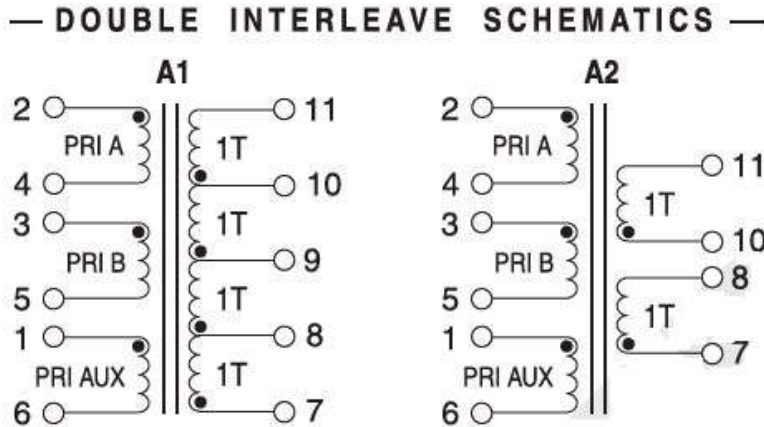 — DOUBLE INTERLEAVE SCHEMATICS —
A1
2
PRI A
4
3
PRI B
5
1
PRI AUX
6
11
1T
10
1T
9
1T
8
1T
7
A2
2
PRI A
4
3
PRI B
5
1
PRI AUX
6
11
1T
10
8
1T
7